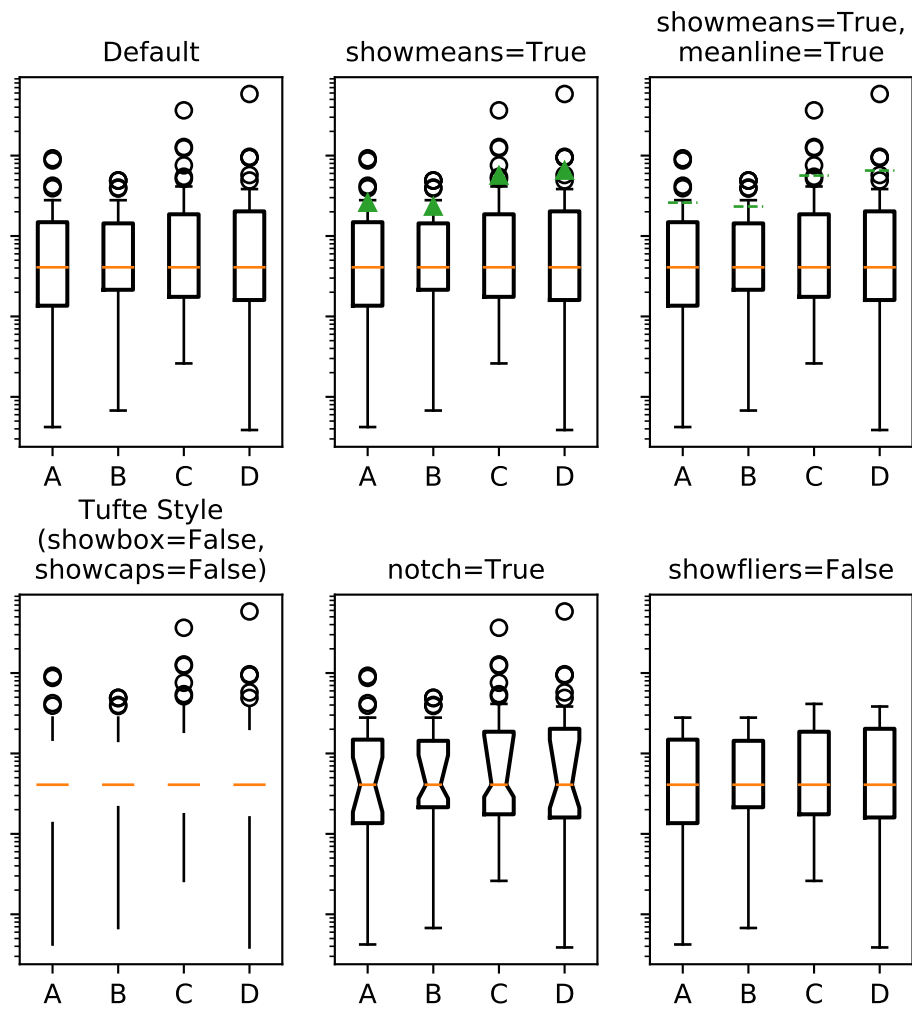 Default
showmeans=True
showmeans=True,
meanline=True
A B C D
A B C D
A B C D
Tufte Style
(showbox=False,
showcaps=False)
notch=True
showfliers=False
A B C D
A B C D
A B C D